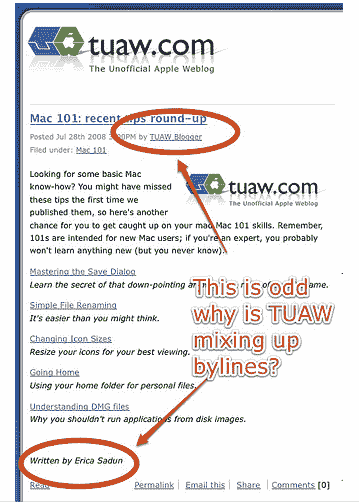 tuaw.com
The Unofficial Apple Weblog
Mac 101: recent tips round-up
Posted Jul 28th 2008 :00PM by TUAW Blogger
Filed under: Mac 101
Looking for some basic Mac
know-how? You might have missed
these tips the first time we
published them, so here's another
tuaw.com
The Unofficial Apple Weblog
chance for you to get caught up on your mad Mac 101 skills. Remember,
101s are intended for new Mac users; if you're an expert, you probably
won't learn anything new (but you never know).
Mastering the Save Dialog
Learn the secret of that down-pointing
Simple File Renaming
It's easier than you might think.
Changing Icon Sizes
Resize your icons for your best viewing.
Going Home
Using your home folder for personal files.
Understanding DMG files
Why you shouldn't run applications from disk images.
This is odd
why is TUAW
mixing up
bylines?
Written by Erica Sadun
Read
Permalink | Email this | Share | Comments [0]